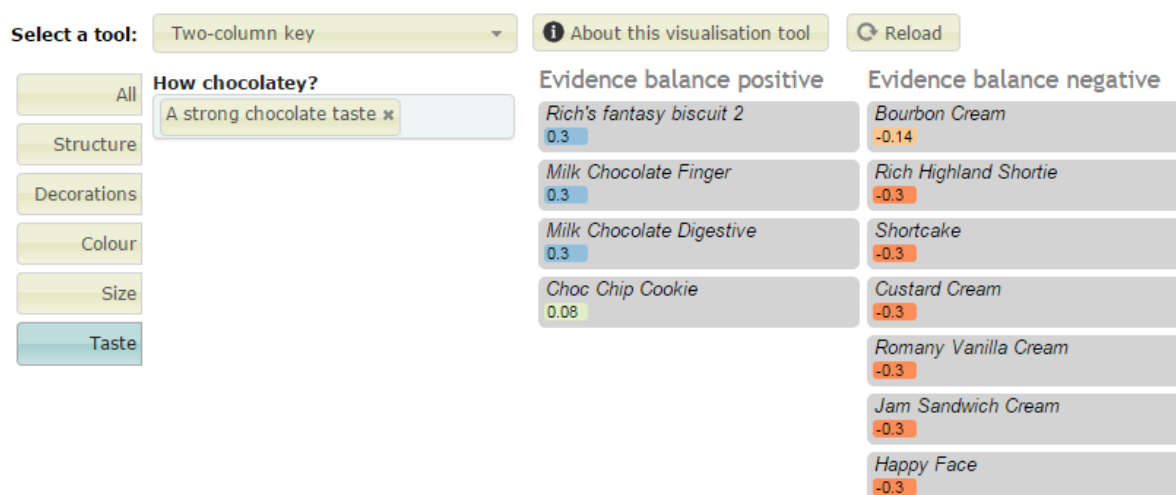 Select a tool: Two-column key About this visualisation tool Reload
All
Structure
Decorations
Colour
Size
Taste
How chocolatey?
A strong chocolate taste ×
Evidence balance positive
Rich's fantasy biscuit 2
0.3
Milk Chocolate Finger
0.3
Milk Chocolate Digestive
0.3
Choc Chip Cookie
0.08
Evidence balance negative
Bourbon Cream
-0.14
Rich Highland Shortie
-0.3
Shortcake
-0.3
Custard Cream
-0.3
Romany Vanilla Cream
-0.3
Jam Sandwich Cream
-0.3
Happy Face
-0.3